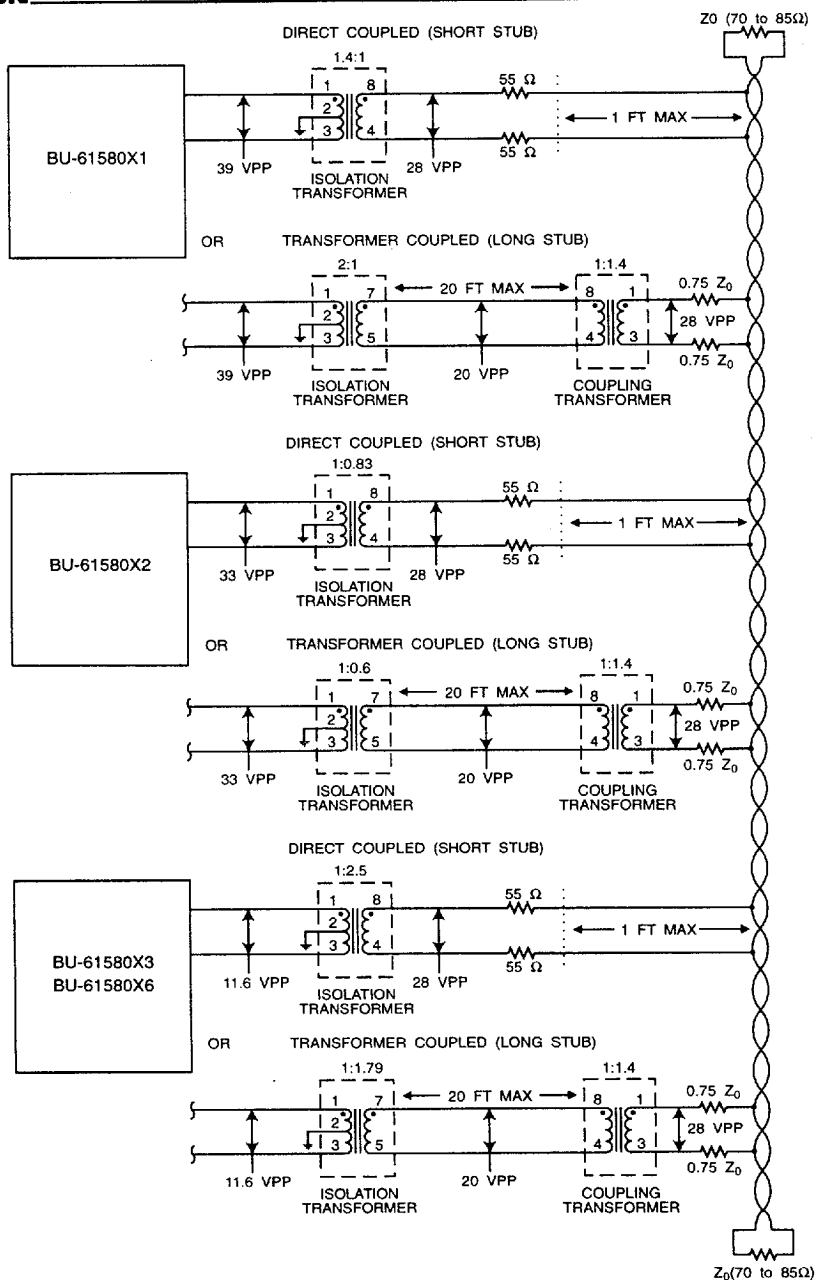 Z0 (70 to 85Ω)
DIRECT COUPLED (SHORT STUB)
1.4:1
55 Ω
1 8
2
3 4
1 FT MAX
BU-61580X1
39 VPP
28 VPP
55 Ω
ISOLATION
TRANSFORMER
OR TRANSFORMER COUPLED (LONG STUB)
2:1
1:1.4
20 FT MAX
0.75 Z0
1 7
2
3 5
8 1
4 3
28 VPP
0.75 Z0
39 VPP
20 VPP
ISOLATION
TRANSFORMER
COUPLING
TRANSFORMER
DIRECT COUPLED (SHORT STUB)
1:0.83
55 Ω
1 8
2
3 4
1 FT MAX
BU-61580X2
33 VPP
28 VPP
55 Ω
ISOLATION
TRANSFORMER
OR TRANSFORMER COUPLED (LONG STUB)
1:0.6
1:1.4
20 FT MAX
0.75 Z0
1 7
2
3 5
8 1
4 3
28 VPP
0.75 Z0
33 VPP
20 VPP
ISOLATION
TRANSFORMER
COUPLING
TRANSFORMER
DIRECT COUPLED (SHORT STUB)
1:2.5
55 Ω
1 8
2
3 4
1 FT MAX
BU-61580X3
BU-61580X6
11.6 VPP
28 VPP
55 Ω
ISOLATION
TRANSFORMER
OR TRANSFORMER COUPLED (LONG STUB)
1:1.79
1:1.4
20 FT MAX
0.75 Z0
1 7
2
3 5
8 1
4 3
28 VPP
0.75 Z0
11.6 VPP
20 VPP
ISOLATION
TRANSFORMER
COUPLING
TRANSFORMER
Z0(70 to 85Ω)